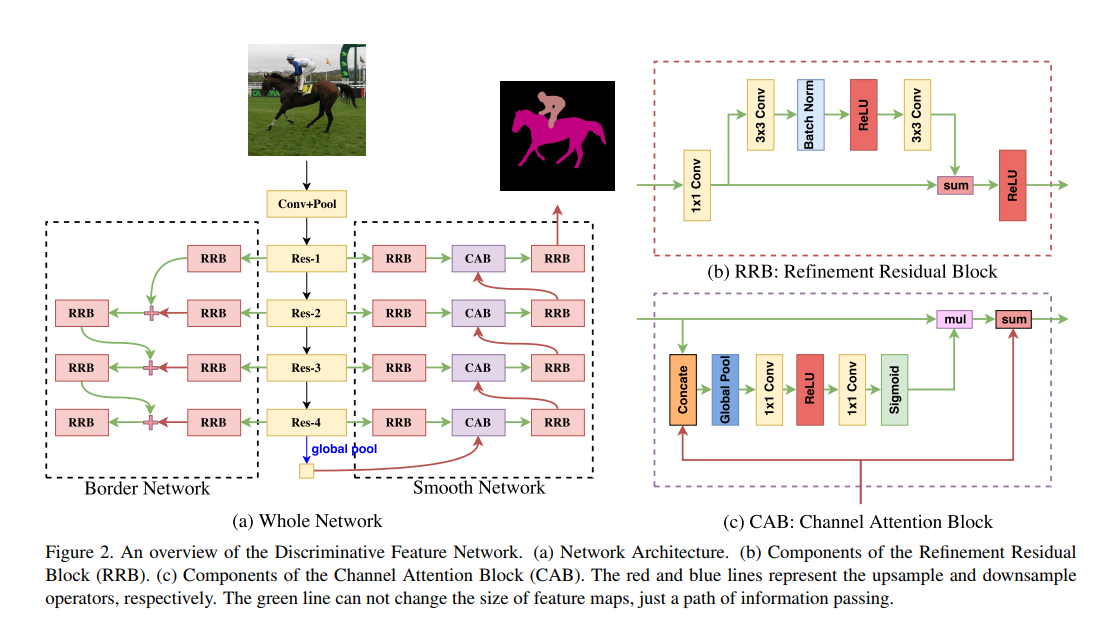 Conv+Pool
RRB Res-1 RRB CAB RRB
RRB RRB Res-2 RRB CAB RRB
RRB RRB Res-3 RRB CAB RRB
RRB RRB Res-4 RRB CAB RRB
global pool
Border Network
Smooth Network
(a) Whole Network
1x1 Conv
3x3 Conv
Batch Norm
ReLU
3x3 Conv
sum
ReLU
(b) RRB: Refinement Residual Block
Concate
Global Pool
1x1 Conv
ReLU
1x1 Conv
Sigmoid
mul
sum
(c) CAB: Channel Attention Block
Figure 2. An overview of the Discriminative Feature Network. (a) Network Architecture. (b) Components of the Refinement Residual
Block (RRB). (c) Components of the Channel Attention Block (CAB). The red and blue lines represent the upsample and downsample
operators, respectively. The green line can not change the size of feature maps, just a path of information passing.